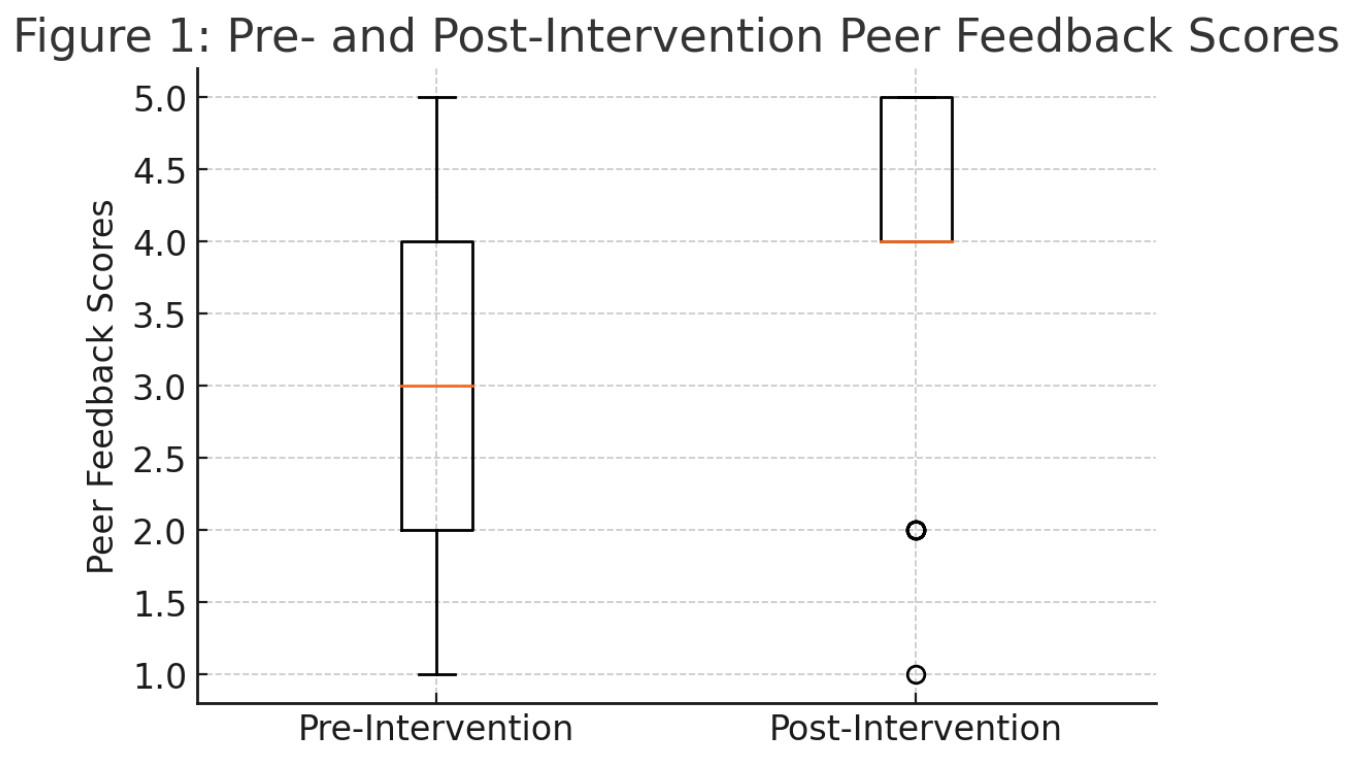 Figure 1: Pre- and Post-Intervention Peer Feedback Scores
Peer Feedback Scores
5.0
4.5
4.0
3.5
3.0
2.5
2.0
1.5
1.0
Pre-Intervention
Post-Intervention